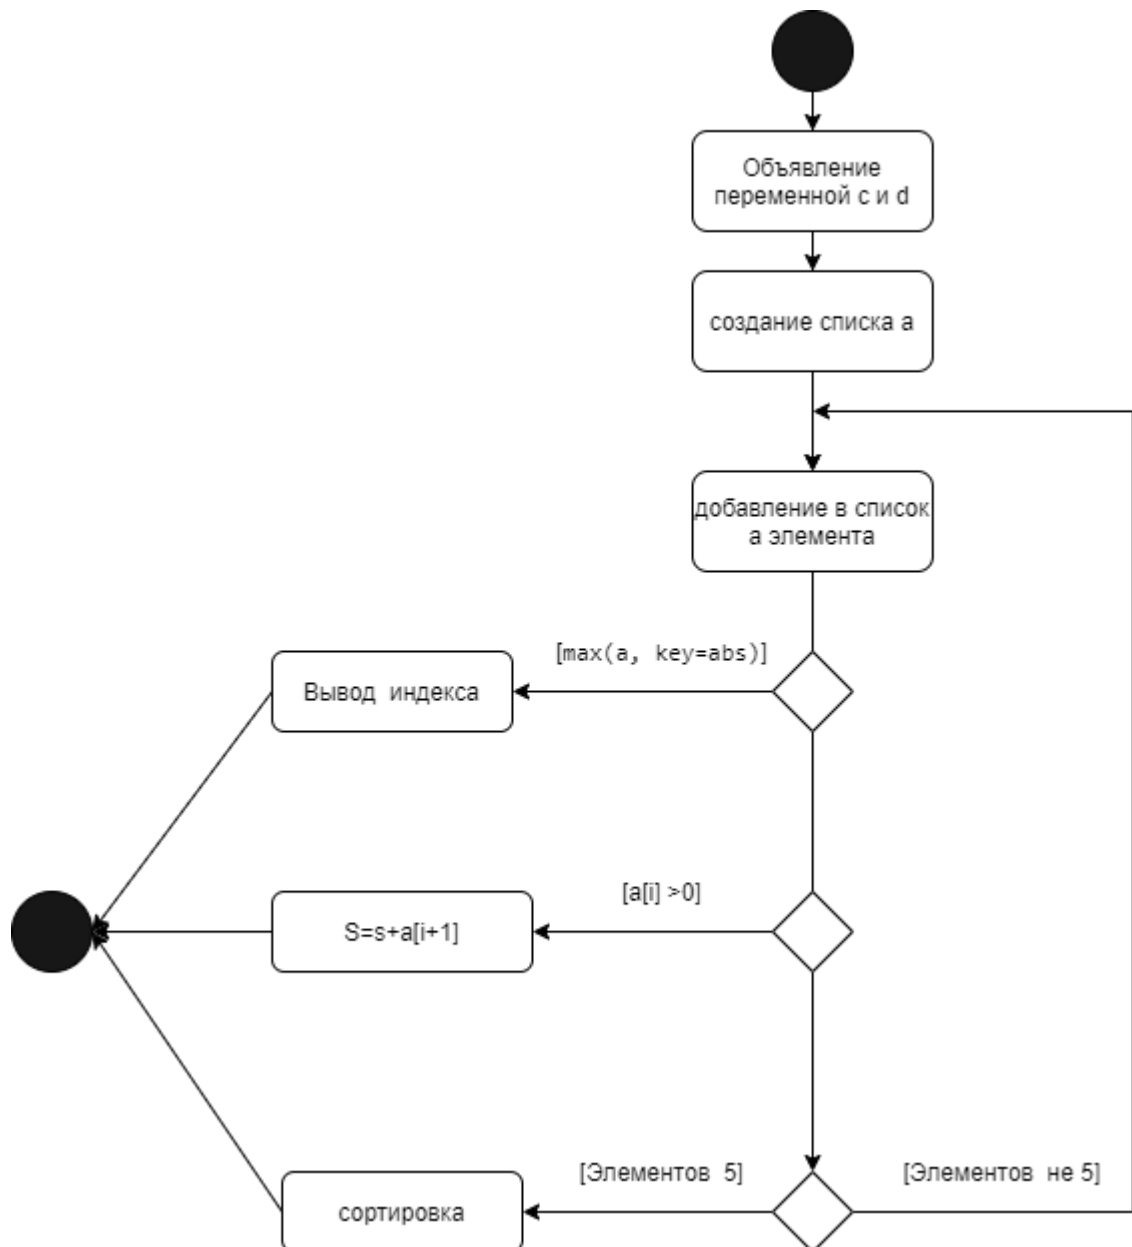 Объявление
переменной c и d
создание списка a
добавление в список
a элемента
[max(a, key=abs)]
Вывод индекса
[a[i] >0]
S=s+a[i+1]
[Элементов 5]
[Элементов не 5]
сортировка